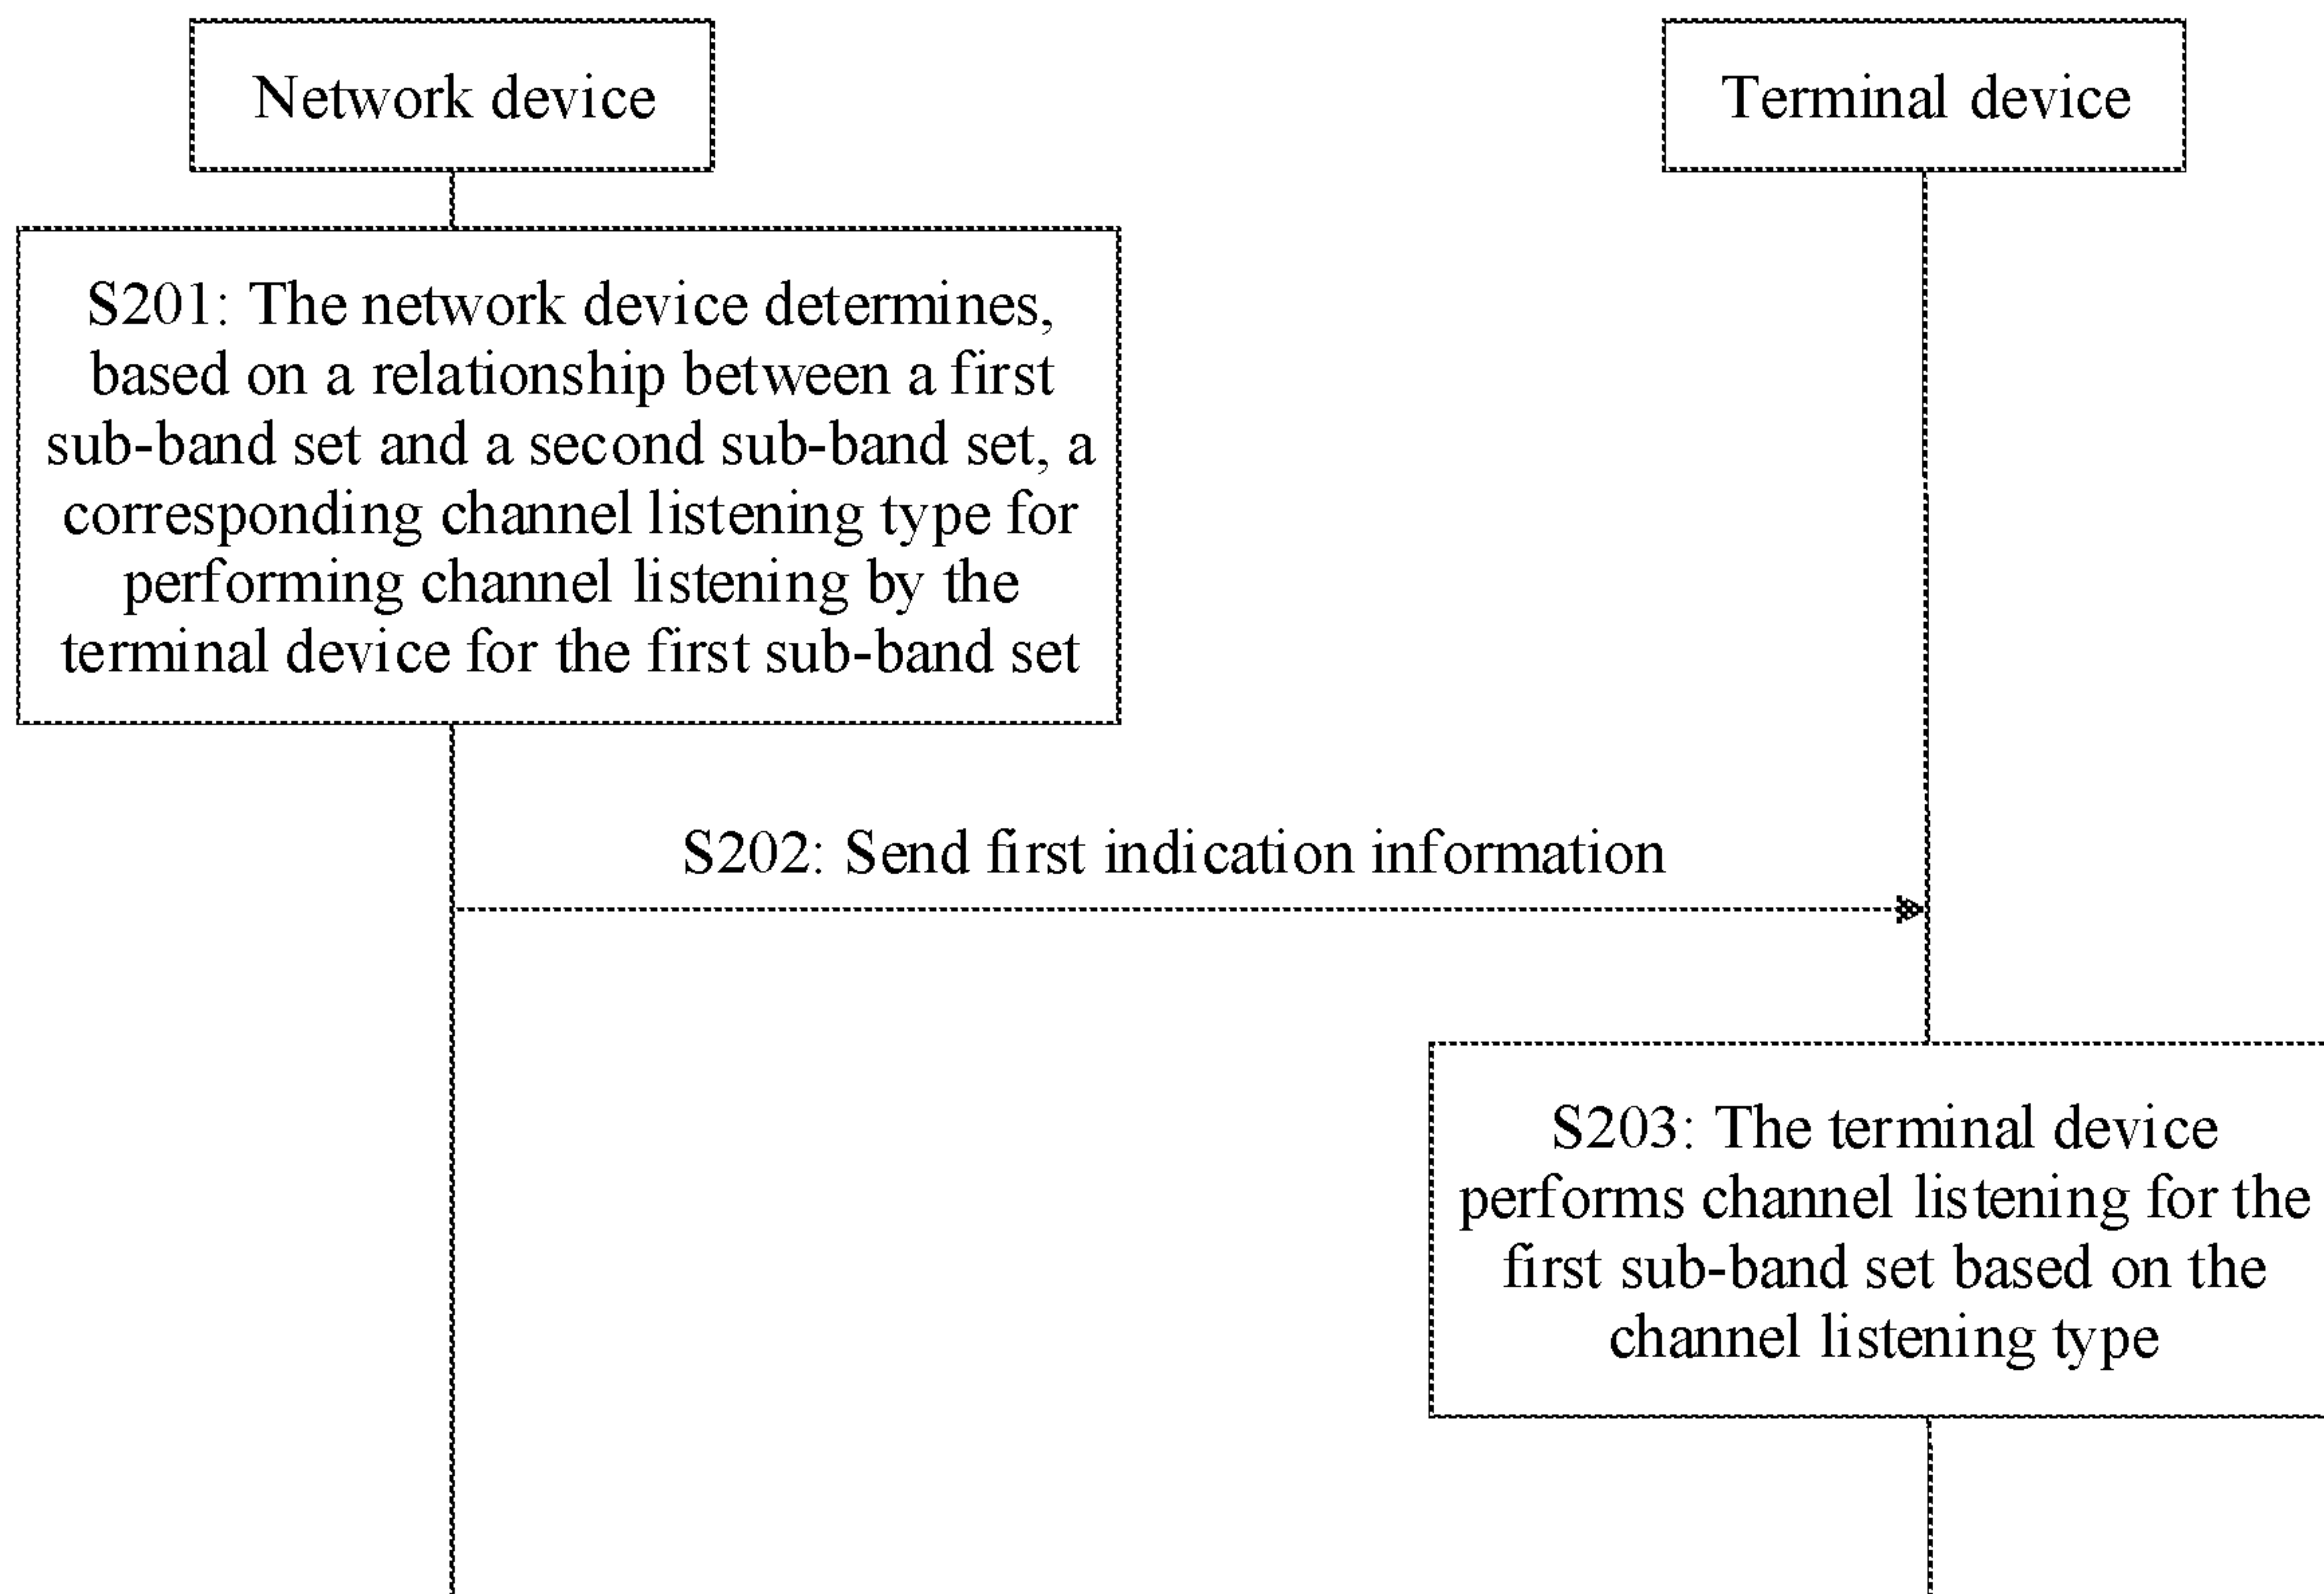 Network device
Terminal device
S201: The network device determines,
based on a relationship between a first
sub-band set and a second sub-band set, a
corresponding channel listening type for
performing channel listening by the
terminal device for the first sub-band set
S202: Send first indication information
S203: The terminal device
performs channel listening for the
first sub-band set based on the
channel listening type